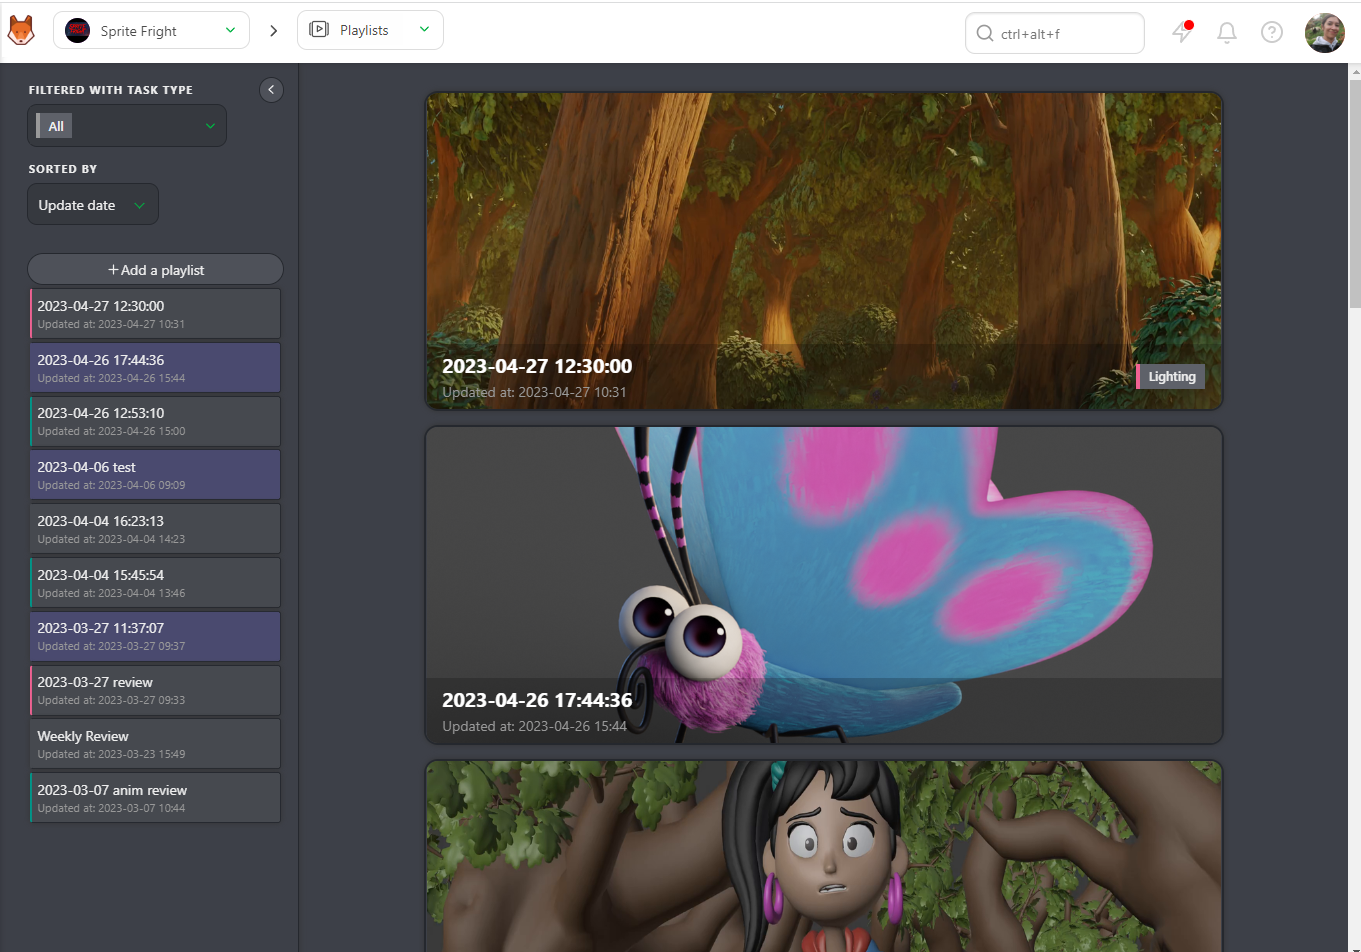 Sprite Fright
Playlists
ctrl+alt+f
FILTERED WITH TASK TYPE
All
SORTED BY
Update date
+ Add a playlist
2023-04-27 12:30:00
Updated at: 2023-04-27 10:31
2023-04-26 17:44:36
Updated at: 2023-04-26 15:44
2023-04-26 12:53:10
Updated at: 2023-04-26 15:00
2023-04-06 test
Updated at: 2023-04-06 09:09
2023-04-04 16:23:13
Updated at: 2023-04-04 14:23
2023-04-04 15:45:54
Updated at: 2023-04-04 13:46
2023-03-27 11:37:07
Updated at: 2023-03-27 09:37
2023-03-27 review
Updated at: 2023-03-27 09:33
Weekly Review
Updated at: 2023-03-23 15:49
2023-03-07 anim review
Updated at: 2023-03-07 10:44
2023-04-27 12:30:00
Updated at: 2023-04-27 10:31
Lighting
2023-04-26 17:44:36
Updated at: 2023-04-26 15:44